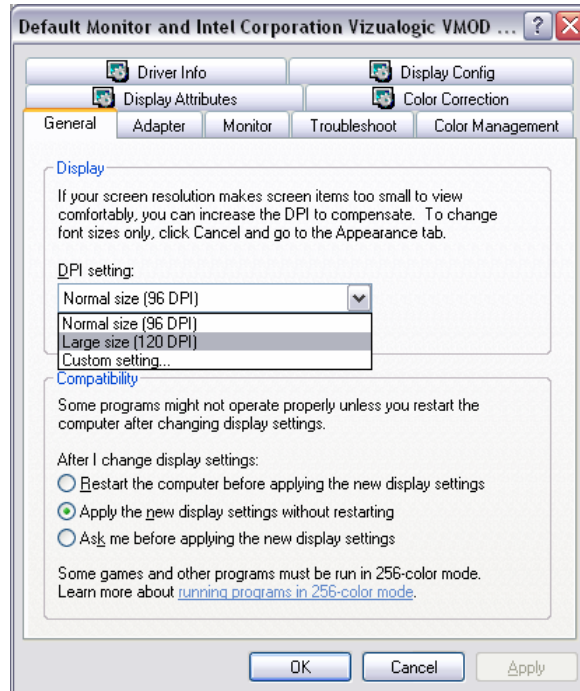 Default Monitor and Intel Corporation Vizualogic VMOD ...
Driver Info
Display Config
Display Attributes
Color Correction
General
Adapter
Monitor
Troubleshoot
Color Management
Display
If your screen resolution makes screen items too small to view
comfortably, you can increase the DPI to compensate. To change
font sizes only, click Cancel and go to the Appearance tab.
DPI setting:
Normal size (96 DPI)
Normal size (96 DPI)
Large size (120 DPI)
Custom setting...
Compatibility
Some programs might not operate properly unless you restart the
computer after changing display settings.
After I change display settings:
Restart the computer before applying the new display settings
Apply the new display settings without restarting
Ask me before applying the new display settings
Some games and other programs must be run in 256-color mode.
Learn more about running programs in 256-color mode.
OK
Cancel
Apply